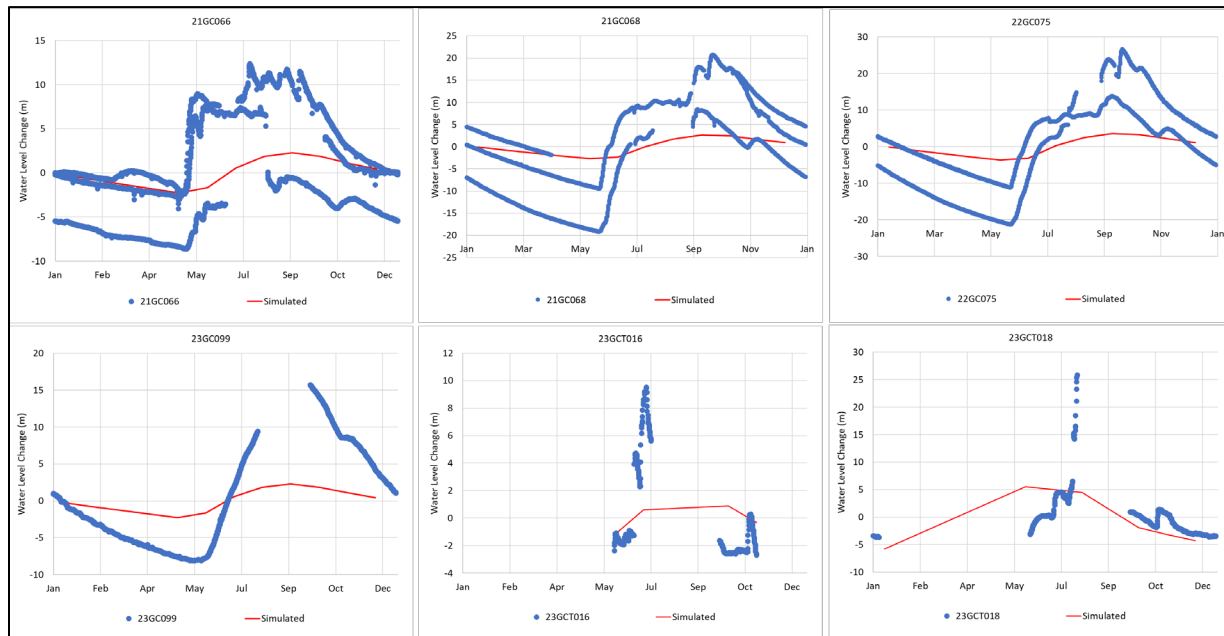 21GC066
Water Level Change (m)
15
10
5
0
-5
-10
Jan Feb Apr May Jul Sep Oct Dec
21GC066 Simulated
21GC068
Water Level Change (m)
25
20
15
10
5
0
-5
-10
-15
-20
-25
Jan Mar May Jul Sep Nov Jan
21GC068 Simulated
22GC075
Water Level Change (m)
30
20
10
0
-10
-20
-30
Jan Mar May Jul Sep Nov Jan
22GC075 Simulated
23GC099
Water Level Change (m)
20
15
10
5
0
-5
-10
Jan Feb Apr May Jul Sep Oct Dec
23GC099 Simulated
23GCT016
Water Level Change (m)
12
10
8
6
4
2
0
-2
-4
Jan Feb Apr May Jul Sep Oct Dec
23GCT016 Simulated
23GCT018
Water Level Change (m)
30
25
20
15
10
5
0
-5
-10
Jan Feb Apr May Jul Sep Oct Dec
23GCT018 Simulated